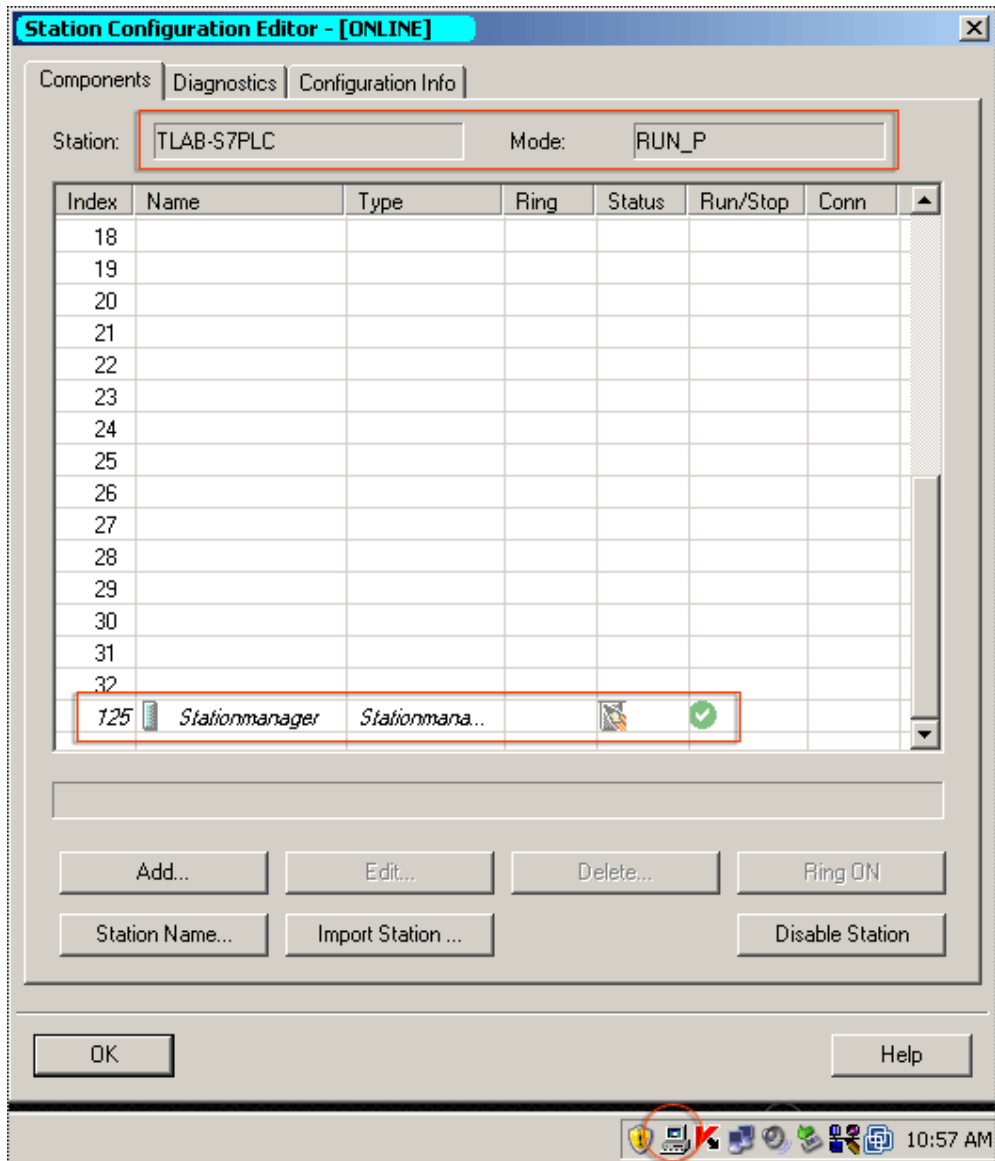 Station Configuration Editor - [ONLINE]
Components Diagnostics Configuration Info
Station: TLAB-S7PLC Mode: RUN_P
Index Name Type Ring Status Run/Stop Conn
18
19
20
21
22
23
24
25
26
27
28
29
30
31
32
125 Stationmanager Stationmana...
Add... Edit... Delete... Ring ON
Station Name... Import Station ... Disable Station
OK Help
10:57 AM